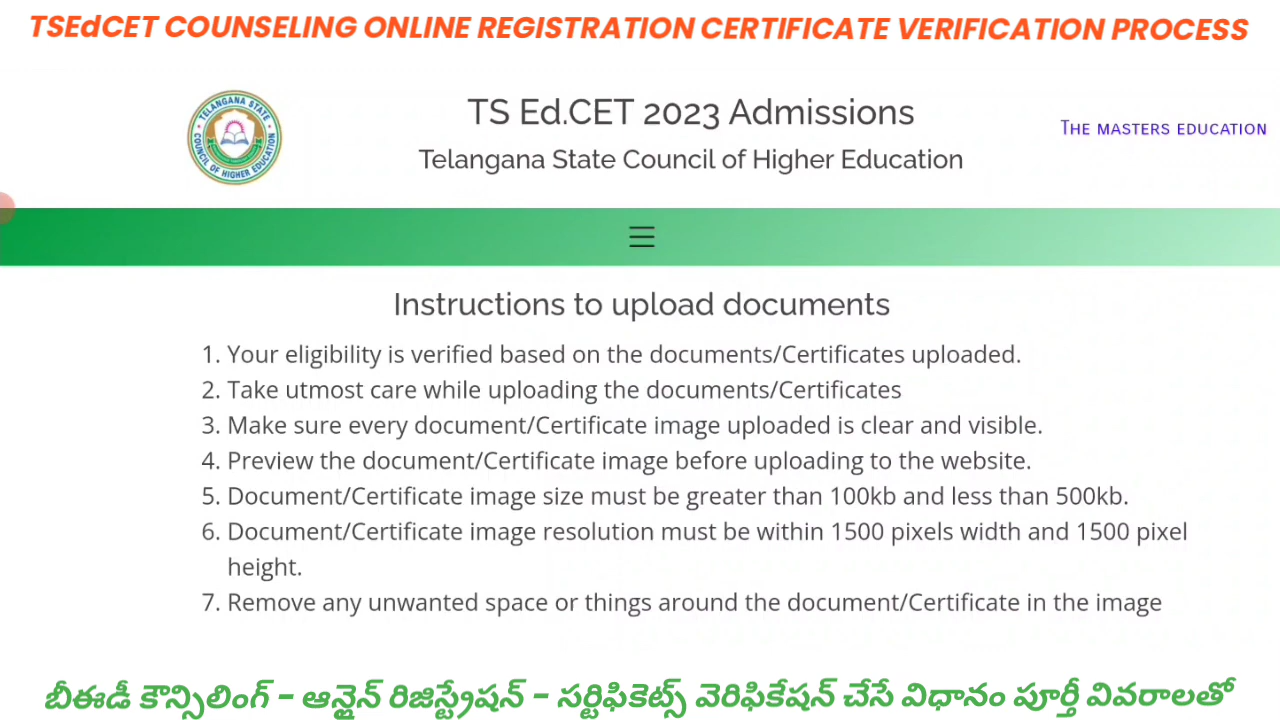 TSEdCET COUNSELING ONLINE REGISTRATION CERTIFICATE VERIFICATION PROCESS
TELANGANA STATE
COUNCIL OF HIGHER EDUCATION
TS Ed.CET 2023 Admissions
Telangana State Council of Higher Education
THE MASTERS EDUCATION
Instructions to upload documents
1. Your eligibility is verified based on the documents/Certificates uploaded.
2. Take utmost care while uploading the documents/Certificates
3. Make sure every document/Certificate image uploaded is clear and visible.
4. Preview the document/Certificate image before uploading to the website.
5. Document/Certificate image size must be greater than 100kb and less than 500kb.
6. Document/Certificate image resolution must be within 1500 pixels width and 1500 pixel
height.
7. Remove any unwanted space or things around the document/Certificate in the image
బీఈడీ కౌన్సిలింగ్ - ఆన్లైన్ రిజిస్ట్రేషన్ - సర్టిఫికెట్స్ వెరిఫికేషన్ చేసే విధానం పూర్తీ వివరాలతో